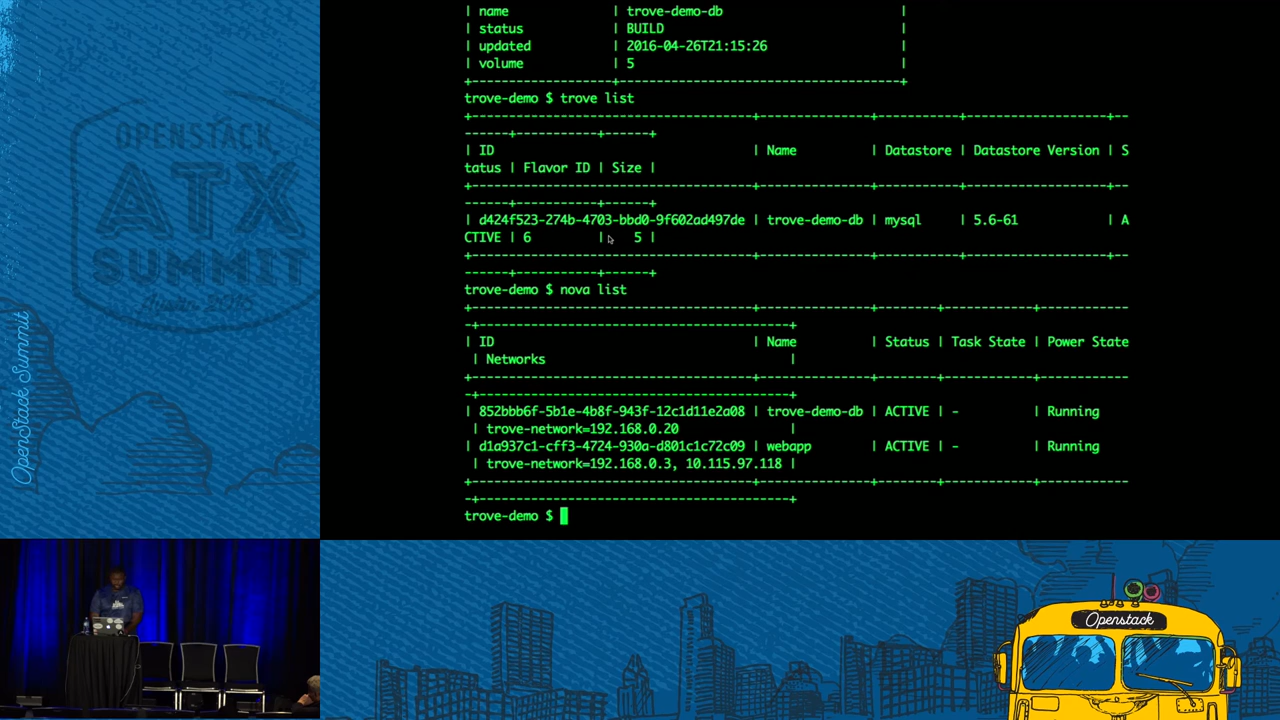 | name | trove-demo-db |
| status | BUILD |
| updated | 2016-04-26T21:15:26 |
| volume | 5 |
+-------------------+--------------------------------------+
trove-demo $ trove list
+--------------------------------------+--------------+-----------+-------------------+--
------+-----------+------+
| ID | Name | Datastore | Datastore Version | S
tatus | Flavor ID | Size |
+--------------------------------------+--------------+-----------+-------------------+--
------+-----------+------+
| d424f523-274b-4703-bbd0-9f602ad497de | trove-demo-db | mysql | 5.6-61 | A
CTIVE | 6 | 5 |
+--------------------------------------+--------------+-----------+-------------------+--
------+-----------+------+
trove-demo $ nova list
+--------------------------------------+--------------+--------+------------+------------
-+------------------------------------------+
| ID | Name | Status | Task State | Power State
| Networks |
+--------------------------------------+--------------+--------+------------+------------
-+------------------------------------------+
| 852bbb6f-5b1e-4b8f-943f-12c1d11e2a08 | trove-demo-db | ACTIVE | - | Running
| trove-network=192.168.0.20 |
| d1a937c1-cff3-4724-930a-d801c1c72c09 | webapp | ACTIVE | - | Running
| trove-network=192.168.0.3, 10.115.97.118 |
+--------------------------------------+--------------+--------+------------+------------
-+------------------------------------------+
trove-demo $
OPENSTACK
ATX
SUMMIT
OpenStack Summit
Openstack